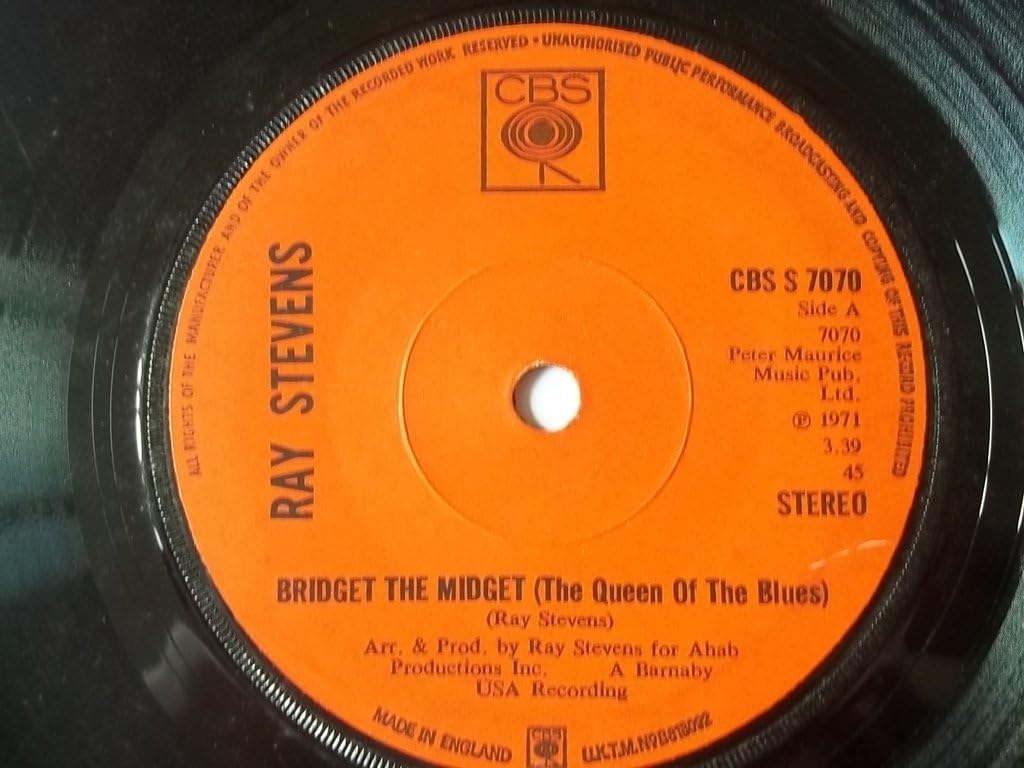 ALL RIGHTS OF THE MANUFACTURER AND OF THE OWNER OF THE RECORDED WORK RESERVED • UNAUTHORISED PUBLIC PERFORMANCE BROADCASTING AND COPYING OF THIS RECORD PROHIBITED
CBS
RAY STEVENS
CBS S 7070
Side A
7070
Peter Maurice
Music Pub.
Ltd.
℗ 1971
3.39
45
STEREO
BRIDGET THE MIDGET (The Queen Of The Blues)
(Ray Stevens)
Arr. & Prod. by Ray Stevens for Ahab
Productions Inc. A Barnaby
USA Recording
MADE IN ENGLAND CBS